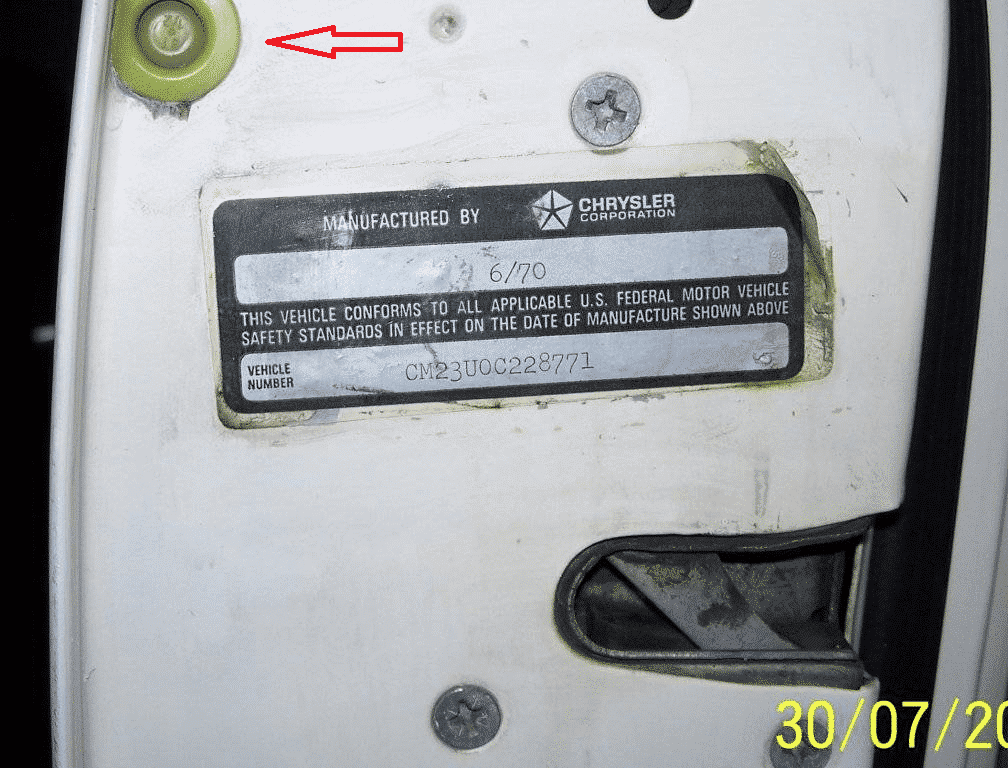 MANUFACTURED BY CHRYSLER CORPORATION
6/70
THIS VEHICLE CONFORMS TO ALL APPLICABLE U.S. FEDERAL MOTOR VEHICLE
SAFETY STANDARDS IN EFFECT ON THE DATE OF MANUFACTURE SHOWN ABOVE
VEHICLE NUMBER CM23U0C228771
30/07/20